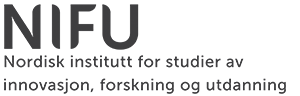 NIFU
Nordisk institutt for studier av
innovasjon, forskning og utdanning